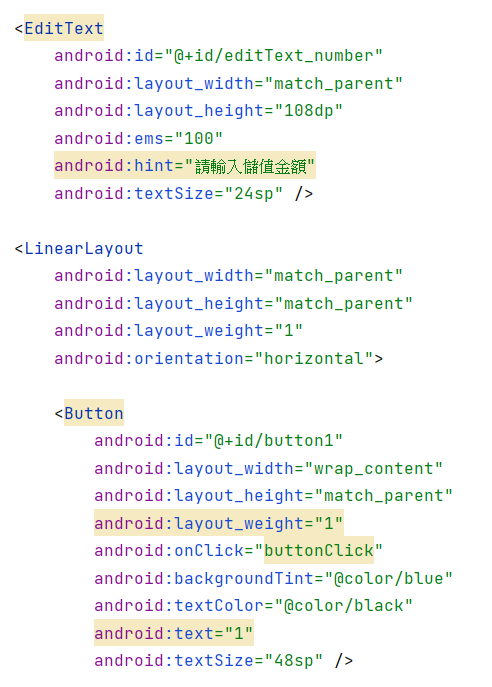 <EditText
    android:id="@+id/editText_number"
    android:layout_width="match_parent"
    android:layout_height="108dp"
    android:ems="100"
    android:hint="請輸入儲值金額"
    android:textSize="24sp" />

<LinearLayout
    android:layout_width="match_parent"
    android:layout_height="match_parent"
    android:layout_weight="1"
    android:orientation="horizontal">

    <Button
        android:id="@+id/button1"
        android:layout_width="wrap_content"
        android:layout_height="match_parent"
        android:layout_weight="1"
        android:onClick="buttonClick"
        android:backgroundTint="@color/blue"
        android:textColor="@color/black"
        android:text="1"
        android:textSize="48sp" />